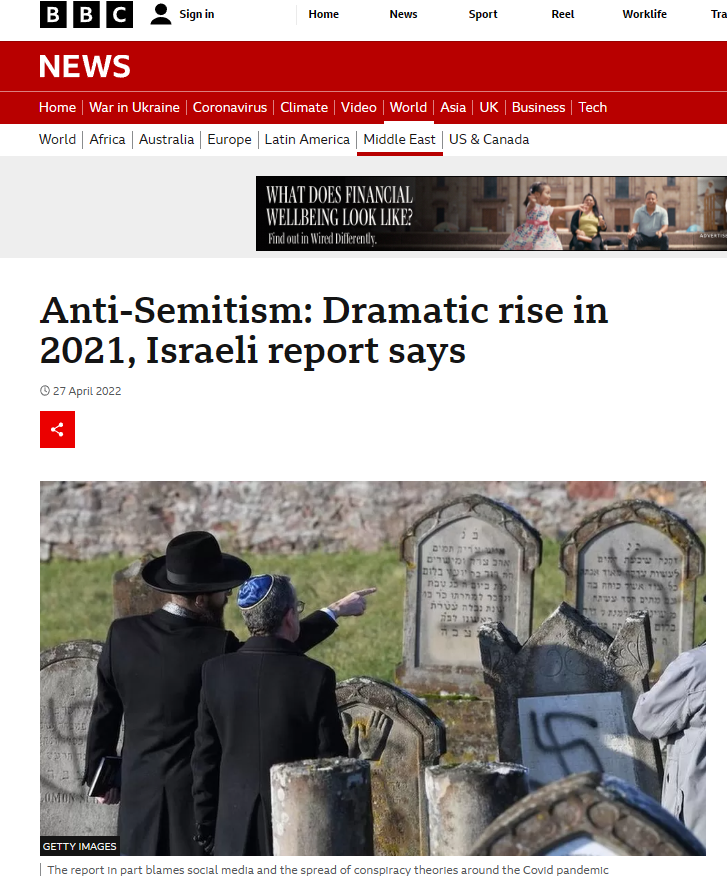 BBC Sign in Home News Sport Reel Worklife Tra
NEWS
Home War in Ukraine Coronavirus Climate Video World Asia UK Business Tech
World Africa Australia Europe Latin America Middle East US & Canada
WHAT DOES FINANCIAL
WELLBEING LOOK LIKE?
Find out in Wired Differently.
ADVERTIS
Anti-Semitism: Dramatic rise in
2021, Israeli report says
27 April 2022
GETTY IMAGES
The report in part blames social media and the spread of conspiracy theories around the Covid pandemic